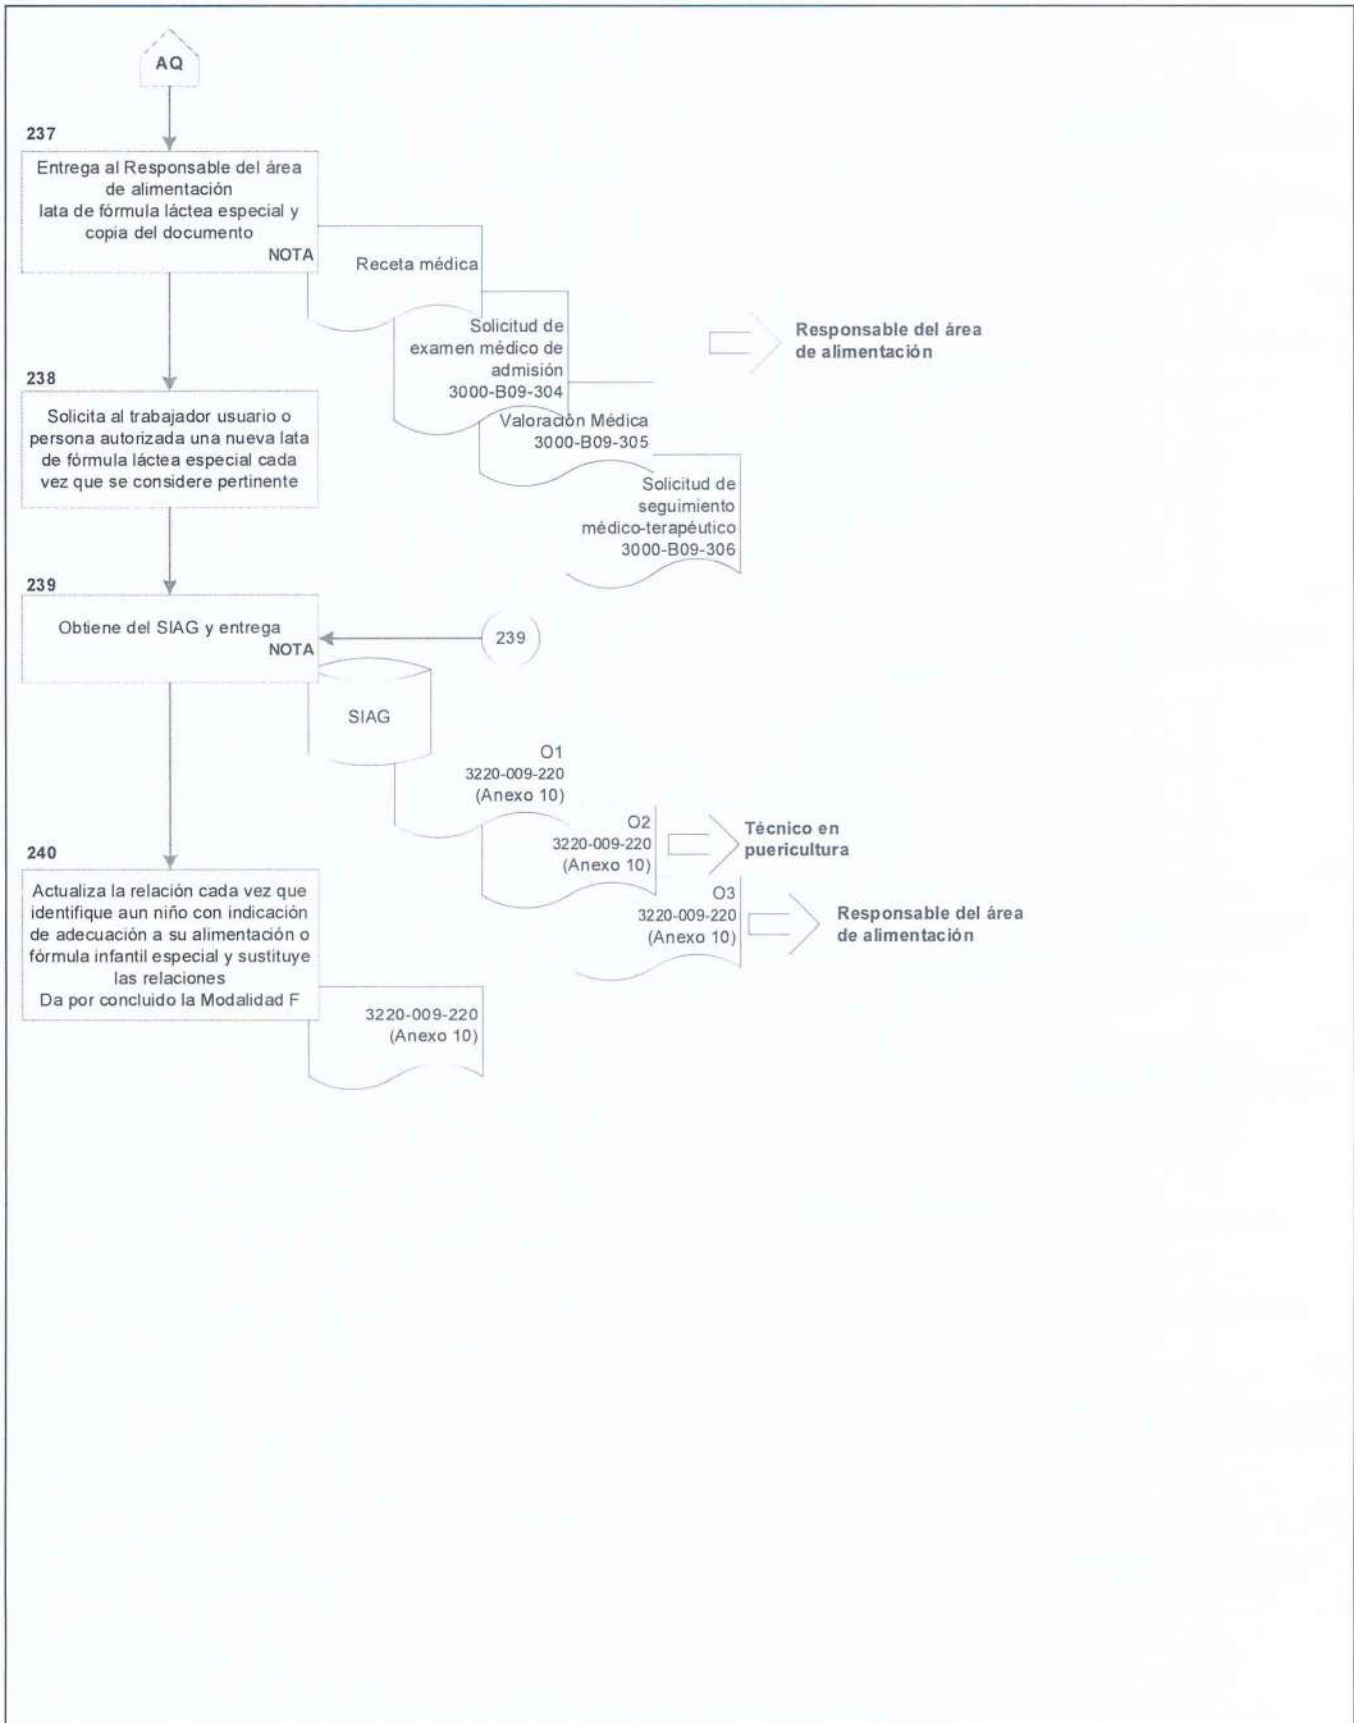 AQ
237
Entrega al Responsable del área
de alimentación
lata de fórmula láctea especial y
copia del documento
NOTA
Receta médica
Solicitud de
examen médico de
admisión
3000-B09-304
Valoración Médica
3000-B09-305
Solicitud de
seguimiento
médico-terapéutico
3000-B09-306
Responsable del área
de alimentación
238
Solicita al trabajador usuario o
persona autorizada una nueva lata
de fórmula láctea especial cada
vez que se considere pertinente
239
Obtiene del SIAG y entrega
NOTA
239
SIAG
O1
3220-009-220
(Anexo 10)
O2
3220-009-220
(Anexo 10)
Técnico en
puericultura
O3
3220-009-220
(Anexo 10)
Responsable del área
de alimentación
240
Actualiza la relación cada vez que
identifique aun niño con indicación
de adecuación a su alimentación o
fórmula infantil especial y sustituye
las relaciones
Da por concluido la Modalidad F
3220-009-220
(Anexo 10)